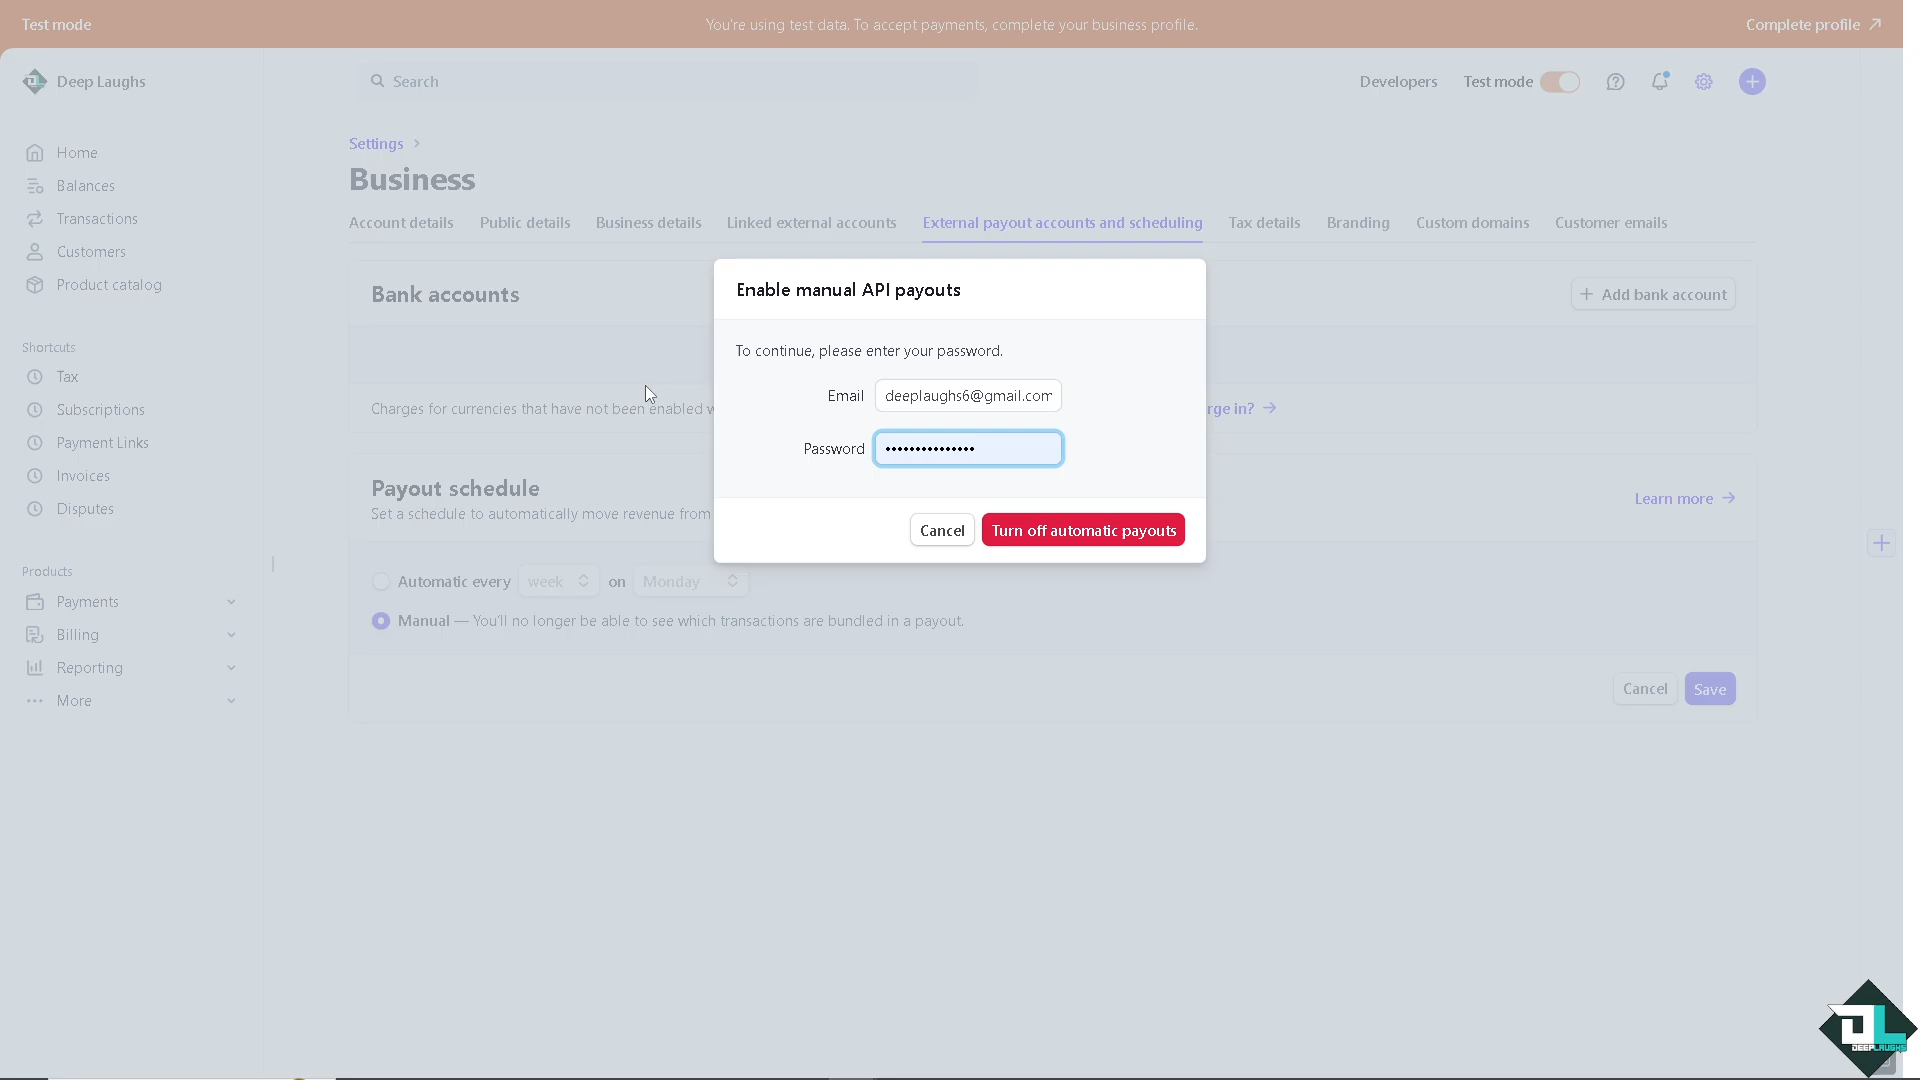 Test mode
You're using test data. To accept payments, complete your business profile.
Complete profile
Deep Laughs
Search
Developers
Test mode
Home
Balances
Transactions
Customers
Product catalog
Shortcuts
Tax
Subscriptions
Payment Links
Invoices
Disputes
Products
Payments
Billing
Reporting
More
Settings
Business
Account details
Public details
Business details
Linked external accounts
External payout accounts and scheduling
Tax details
Branding
Custom domains
Customer emails
Bank accounts
Add bank account
Charges for currencies that have not been enabled w
rge in?
Payout schedule
Set a schedule to automatically move revenue from
Learn more
Automatic every week on Monday
Manual — You'll no longer be able to see which transactions are bundled in a payout.
Cancel
Save
Enable manual API payouts
To continue, please enter your password.
Email deeplaughs6@gmail.com
Password •••••••••••••••
Cancel
Turn off automatic payouts
DL
DEEPLAUGHS